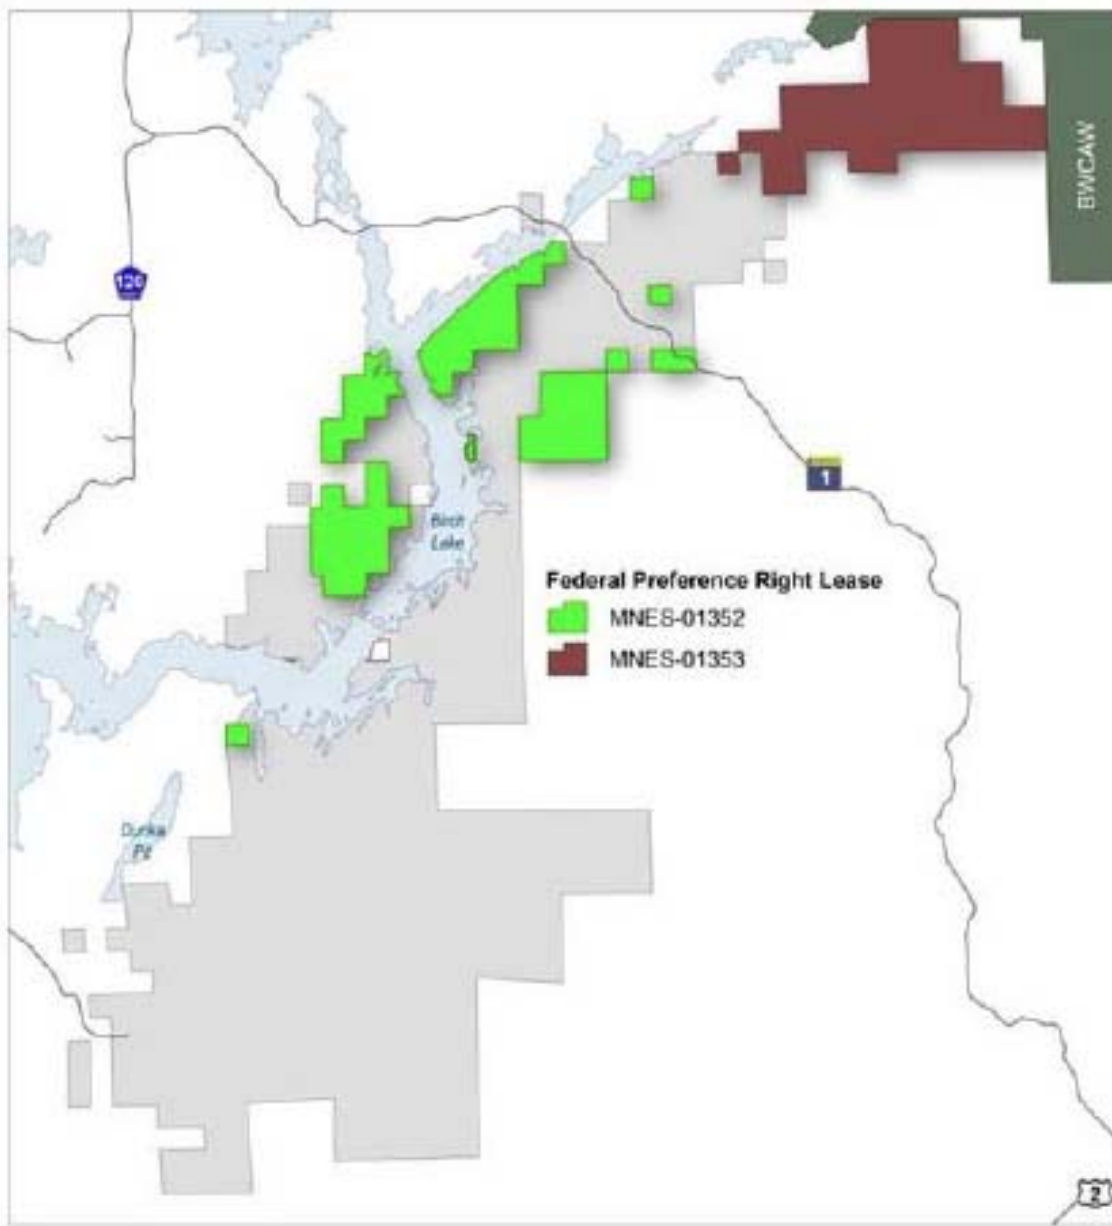 BWCAW
120
1
Birch
Lake
Federal Preference Right Lease
MNES-01352
MNES-01353
Dunka
Pit
2